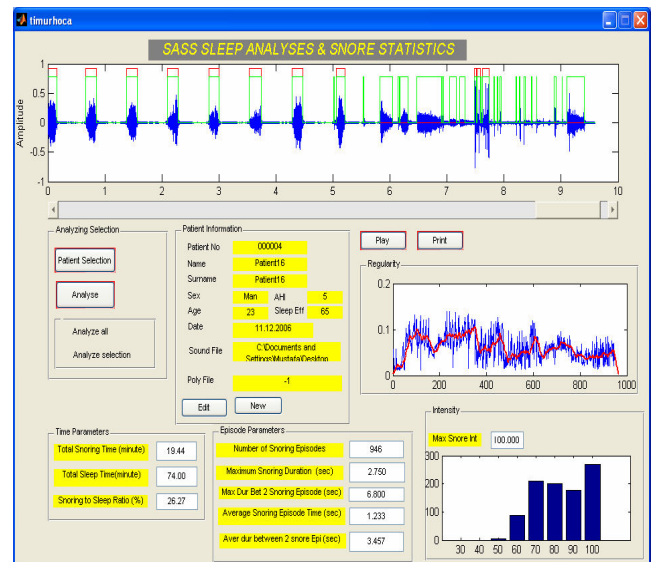 timurhoca
SASS SLEEP ANALYSES & SNORE STATISTICS
Amplitude
1
0.5
0
-0.5
-1
0 1 2 3 4 5 6 7 8 9 10
Analyzing Selection
Patient Selection
Analyse
Analyze all
Analyze selection
Patient Information
Patient No 000004
Name Patient16
Surname Patient16
Sex Man AHI 5
Age 23 Sleep Eff 65
Date 11.12.2006
Sound File C:\Documents and
Settings\Mustafa\Desktop
Poly File -1
Edit New
Play Print
Regularity
0.2
0.1
0
0 200 400 600 800 1000
Time Parameters
Total Snoring Time (minute) 19.44
Total Sleep Time(minute) 74.00
Snoring to Sleep Ratio (%) 26.27
Episode Parameters
Number of Snoring Episodes 946
Maximum Snoring Duration (sec) 2.750
Max Dur Bet 2 Snoring Episode (sec) 6.800
Average Snoring Episode Time (sec) 1.233
Aver dur between 2 snore Epi (sec) 3.457
Intensity
Max Snore Int 100.000
300
200
100
0
30 40 50 60 70 80 90 100